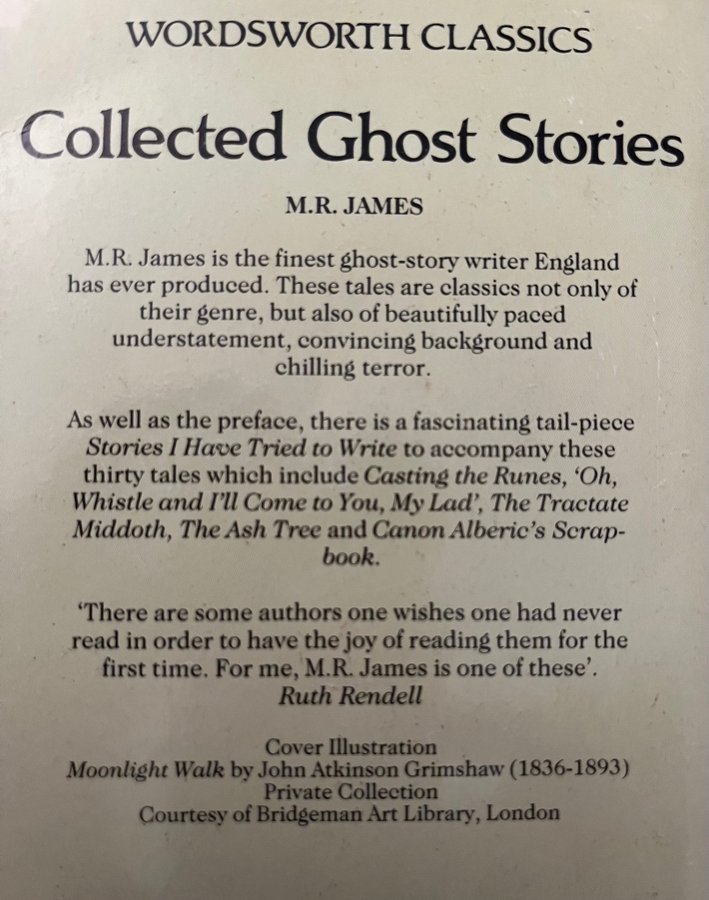 WORDSWORTH CLASSICS
Collected Ghost Stories
M.R. JAMES
M.R. James is the finest ghost-story writer England
has ever produced. These tales are classics not only of
their genre, but also of beautifully paced
understatement, convincing background and
chilling terror.
As well as the preface, there is a fascinating tail-piece
Stories I Have Tried to Write to accompany these
thirty tales which include Casting the Runes, ‘Oh,
Whistle and I’ll Come to You, My Lad’, The Tractate
Middoth, The Ash Tree and Canon Alberic’s Scrap-
book.
‘There are some authors one wishes one had never
read in order to have the joy of reading them for the
first time. For me, M.R. James is one of these’.
Ruth Rendell
Cover Illustration
Moonlight Walk by John Atkinson Grimshaw (1836-1893)
Private Collection
Courtesy of Bridgeman Art Library, London